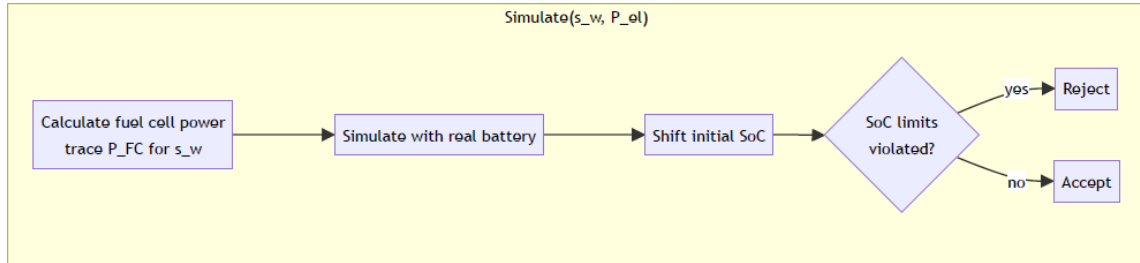 Simulate(s_w, P_el)
Calculate fuel cell power
trace P_FC for s_w
Simulate with real battery
Shift initial SoC
SoC limits
violated?
yes
Reject
no
Accept